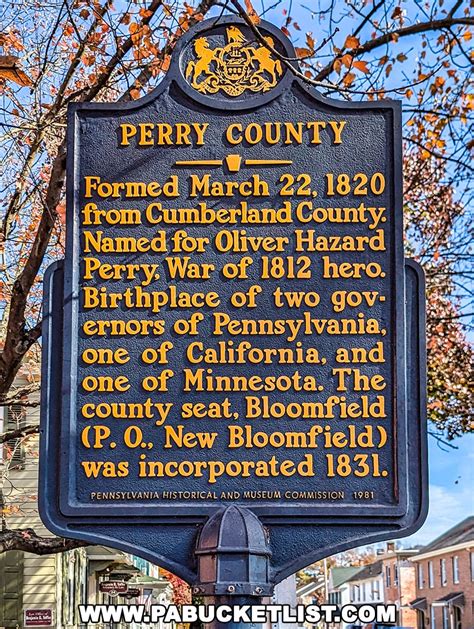 PERRY COUNTY
Formed March 22, 1820
from Cumberland County.
Named for Oliver Hazard
Perry, War of 1812 hero.
Birthplace of two gov-
ernors of Pennsylvania,
one of California, and
one of Minnesota. The
county seat, Bloomfield
(P. O., New Bloomfield)
was incorporated 1831.
PENNSYLVANIA HISTORICAL AND MUSEUM COMMISSION 1981
WWW.PABUCKETLIST.COM